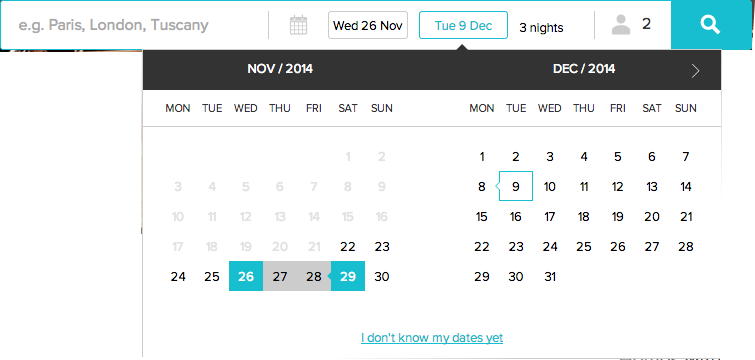 e.g. Paris, London, Tuscany Wed 26 Nov Tue 9 Dec 3 nights 2
NOV / 2014 DEC / 2014
MON TUE WED THU FRI SAT SUN MON TUE WED THU FRI SAT SUN
1 2 1 2 3 4 5 6 7
3 4 5 6 7 8 9 8 9 10 11 12 13 14
10 11 12 13 14 15 16 15 16 17 18 19 20 21
17 18 19 20 21 22 23 22 23 24 25 26 27 28
24 25 26 27 28 29 30 29 30 31
I don't know my dates yet